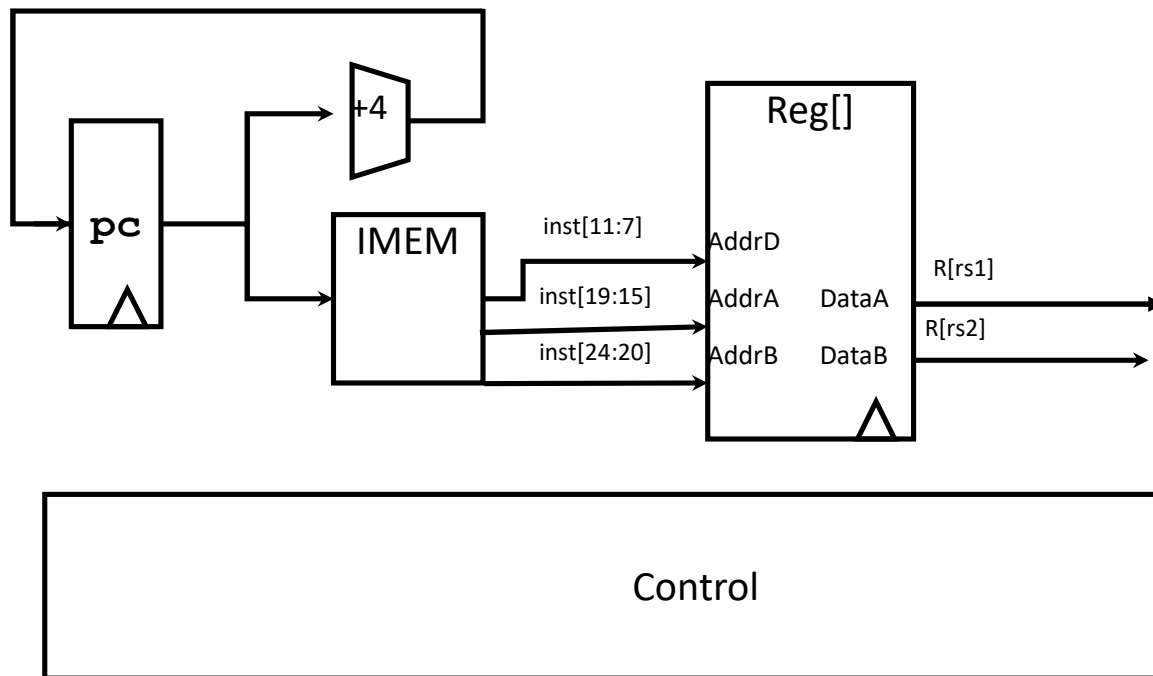 +4
Reg[]
pc
IMEM
inst[11:7]
AddrD
R[rs1]
inst[19:15]
AddrA
DataA
R[rs2]
inst[24:20]
AddrB
DataB
Control